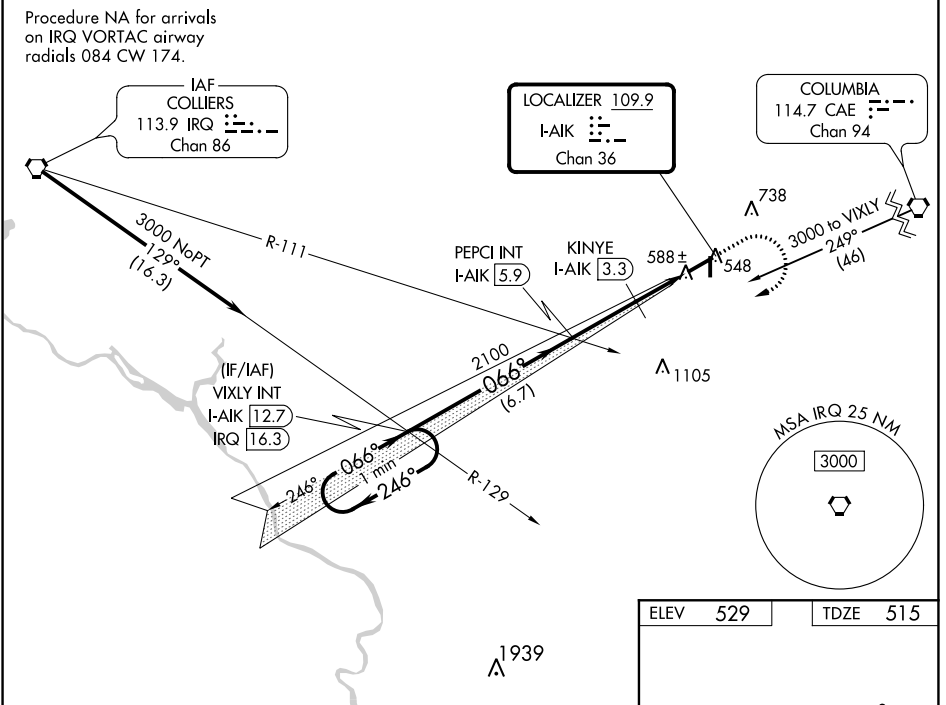 Procedure NA for arrivals
on IRQ VORTAC airway
radials 084 CW 174.
IAF
COLLIERS
113.9 IRQ
Chan 86
LOCALIZER 109.9
I-AIK
Chan 36
COLUMBIA
114.7 CAE
Chan 94
738
3000 NoPT
129°
(16.3)
R-111
PEPCI INT
I-AIK 5.9
KINYE
I-AIK 3.3
588 ±
548
3000 to VIXLY
249°
(46)
2100
066°
(6.7)
1105
(IF/IAF)
VIXLY INT
I-AIK 12.7
IRQ 16.3
246°
066°
1 min
246°
R-129
MSA IRQ 25 NM
3000
1939
ELEV 529
TDZE 515